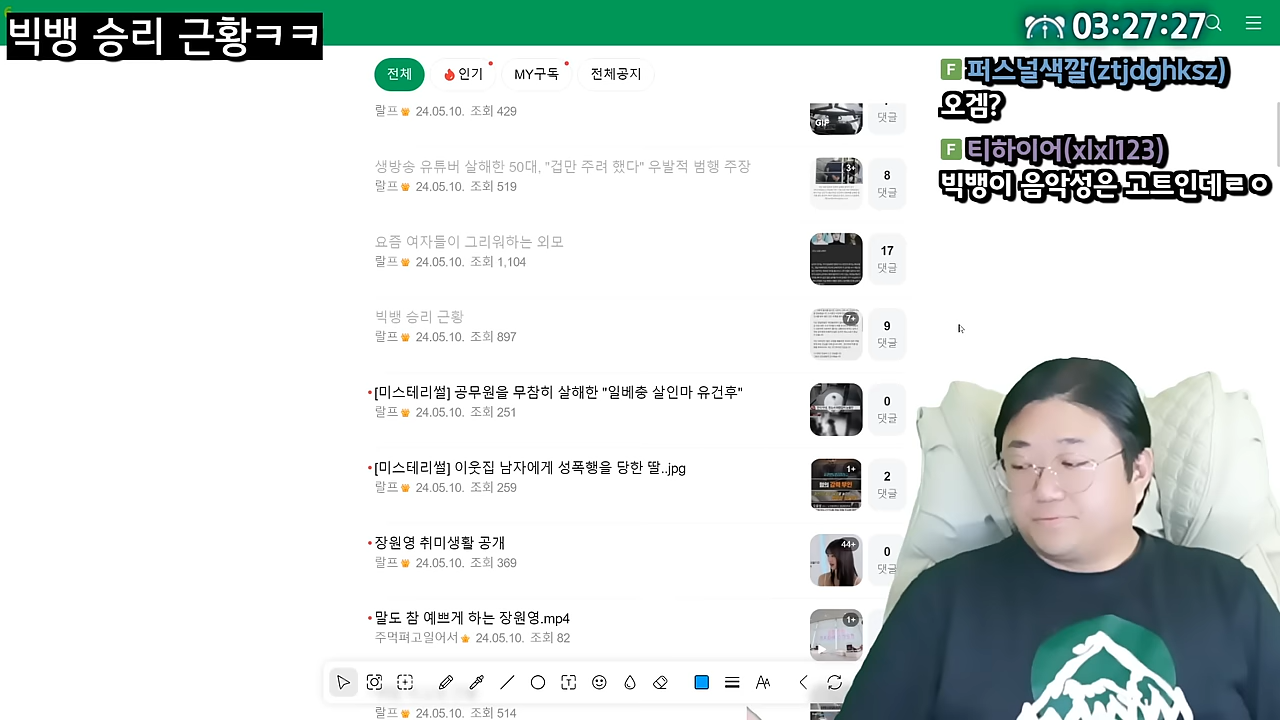 빅뱅 승리 근황ㅋㅋ
03:27:27
전체
인기
MY구독
전체공지
F 퍼스널색깔(ztjdghksz)
오겜?
F 티하이어(xlxl123)
빅뱅이 음악성은 고트인데ㄹㅇ
랄프 24.05.10. 조회 429
GIF
댓글
생방송 유튜버 살해한 50대, "겁만 주려 했다" 우발적 범행 주장
랄프 24.05.10. 조회 519
3+
8
댓글
요즘 여자들이 그리워하는 외모
랄프 24.05.10. 조회 1,104
17
댓글
빅뱅 승리 근황
랄프 24.05.10. 조회 897
7+
9
댓글
[미스테리썰] 공무원을 무참히 살해한 "일베충 살인마 유건후"
랄프 24.05.10. 조회 251
0
댓글
[미스테리썰] 이웃집 남자에게 성폭행을 당한 딸..jpg
랄프 24.05.10. 조회 259
1+
2
댓글
장원영 취미생활 공개
랄프 24.05.10. 조회 369
44+
0
댓글
말도 참 예쁘게 하는 장원영.mp4
주먹펴고일어서 24.05.10. 조회 82
1+
랄프 24.05.10. 조회 514